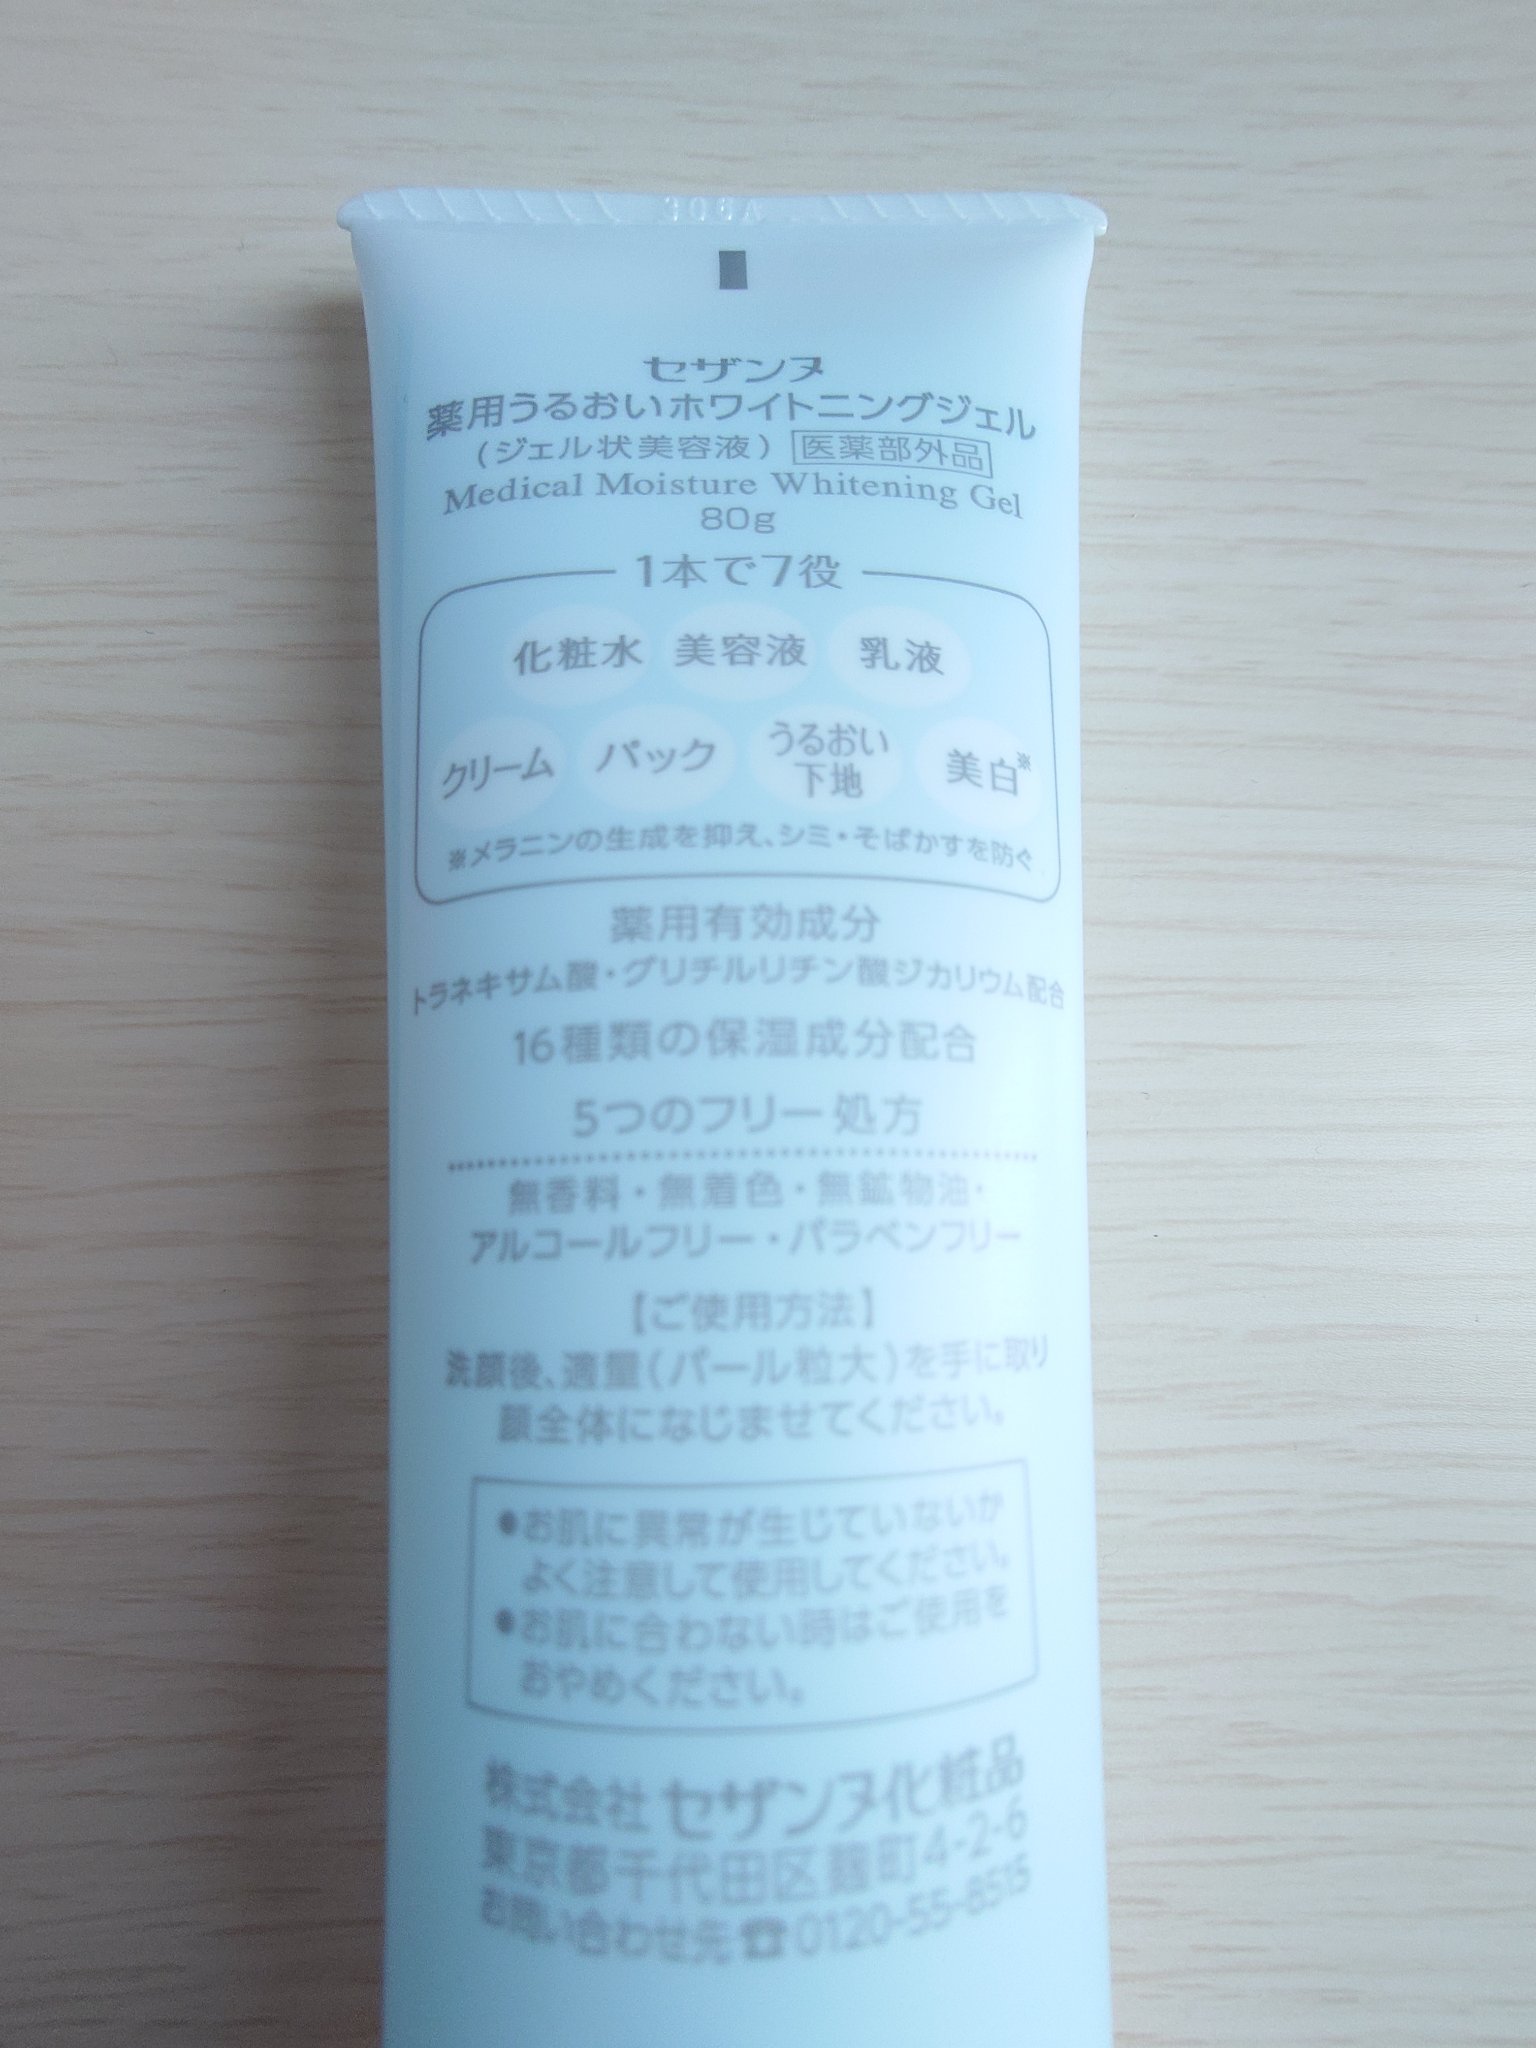 セザンヌ
薬用うるおいホワイトニングジェル
（ジェル状美容液） 医薬部外品
Medical Moisture Whitening Gel
80g
1本で7役
化粧水 美容液 乳液
クリーム パック うるおい下地 美白※
※メラニンの生成を抑え、シミ・そばかすを防ぐ
薬用有効成分
トラネキサム酸・グリチルリチン酸ジカリウム配合
16種類の保湿成分配合
5つのフリー処方
無香料・無着色・無鉱物油・
アルコールフリー・パラベンフリー
【ご使用方法】
洗顔後、適量（パール粒大）を手に取り
顔全体になじませてください。
●お肌に異常が生じていないか
よく注意して使用してください。
●お肌に合わない時はご使用を
おやめください。
株式会社 セザンヌ化粧品
東京都千代田区麹町4-2-6
お問い合わせ先☎0120-55-8515